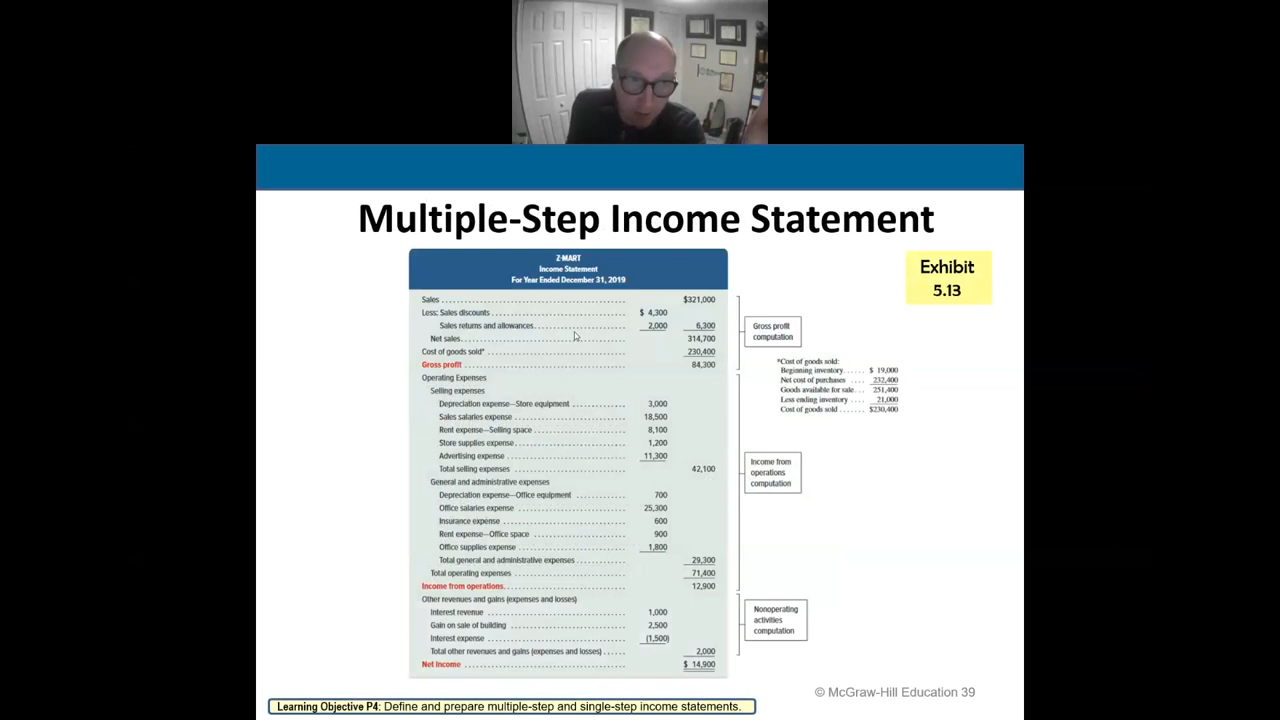 Multiple-Step Income Statement
Exhibit
5.13
Z-MART
Income Statement
For Year Ended December 31, 2019
Sales $321,000
Less: Sales discounts $ 4,300
Sales returns and allowances 2,000 6,300
Net sales 314,700
Cost of goods sold* 230,400
Gross profit 84,300
Operating Expenses
Selling expenses
Depreciation expense—Store equipment 3,000
Sales salaries expense 18,500
Rent expense—Selling space 8,100
Store supplies expense 1,200
Advertising expense 11,300
Total selling expenses 42,100
General and administrative expenses
Depreciation expense—Office equipment 700
Office salaries expense 25,300
Insurance expense 600
Rent expense—Office space 900
Office supplies expense 1,800
Total general and administrative expenses 29,300
Total operating expenses 71,400
Income from operations 12,900
Other revenues and gains (expenses and losses)
Interest revenue 1,000
Gain on sale of building 2,500
Interest expense (1,500)
Total other revenues and gains (expenses and losses) 2,000
Net Income $ 14,900
Gross profit
computation
*Cost of goods sold:
Beginning inventory $ 19,000
Net cost of purchases 232,400
Goods available for sale 251,400
Less ending inventory 21,000
Cost of goods sold $230,400
Income from
operations
computation
Nonoperating
activities
computation
© McGraw-Hill Education 39
Learning Objective P4: Define and prepare multiple-step and single-step income statements.